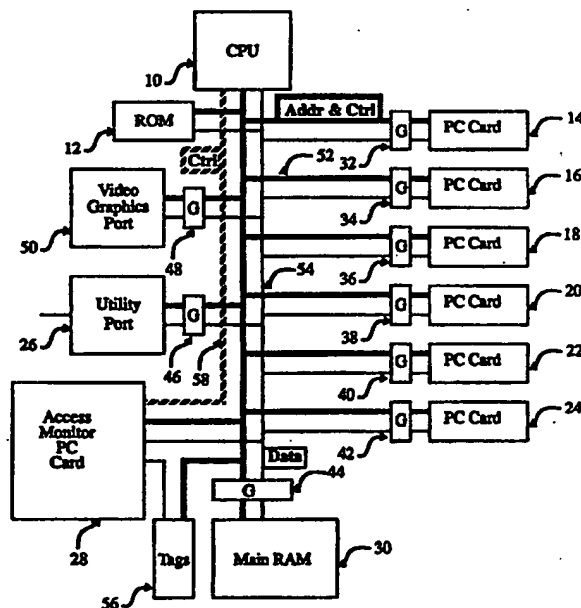 CPU
10
Addr & Ctrl
ROM
12
G
PC Card
14
32
Ctrl
52
Video
Graphics
Port
50
G
48
G
PC Card
16
34
G
PC Card
18
36
54
Utility
Port
26
G
46
58
G
PC Card
20
38
G
PC Card
22
40
Access
Monitor
PC
Card
28
G
PC Card
24
42
Data
44
G
Tags
56
Main RAM
30